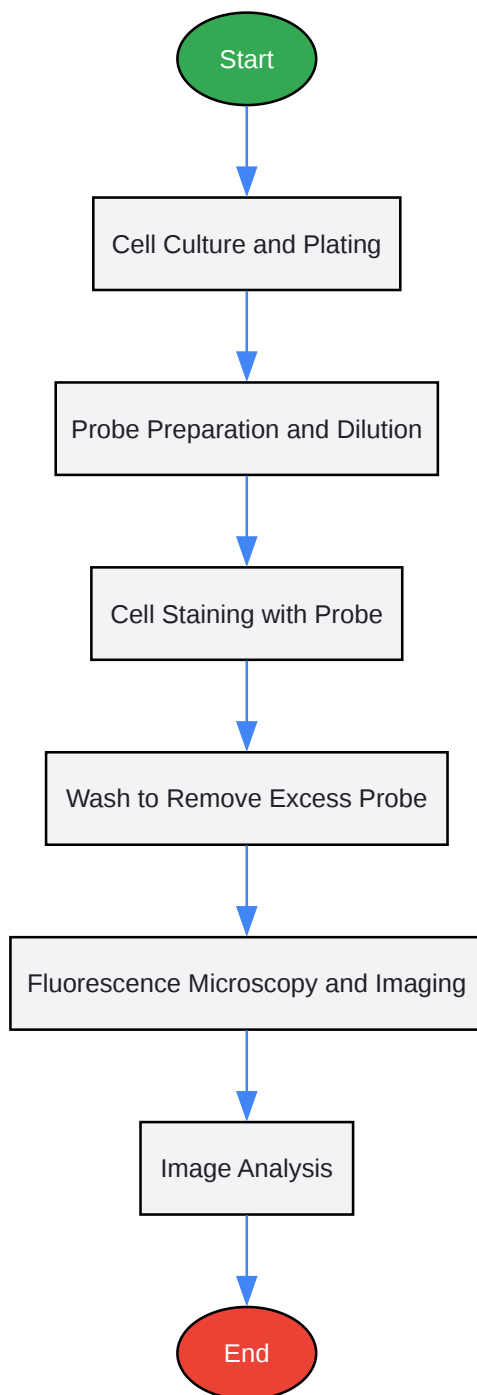 Start
Cell Culture and Plating
Probe Preparation and Dilution
Cell Staining with Probe
Wash to Remove Excess Probe
Fluorescence Microscopy and Imaging
Image Analysis
End